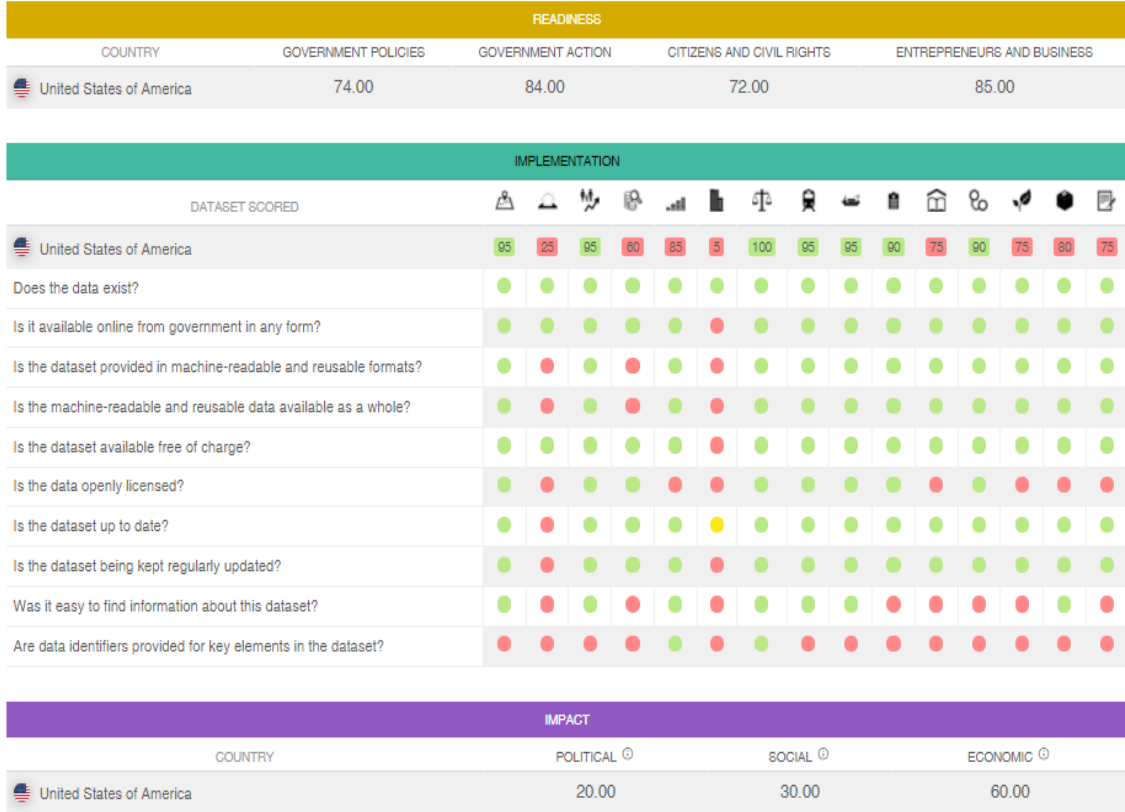 READINESS
COUNTRY GOVERNMENT POLICIES GOVERNMENT ACTION CITIZENS AND CIVIL RIGHTS ENTREPRENEURS AND BUSINESS
United States of America 74.00 84.00 72.00 85.00
IMPLEMENTATION
DATASET SCORED
United States of America 95 25 95 60 85 5 100 95 95 90 75 90 75 80 75
Does the data exist?
Is it available online from government in any form?
Is the dataset provided in machine-readable and reusable formats?
Is the machine-readable and reusable data available as a whole?
Is the dataset available free of charge?
Is the data openly licensed?
Is the dataset up to date?
Is the dataset being kept regularly updated?
Was it easy to find information about this dataset?
Are data identifiers provided for key elements in the dataset?
IMPACT
COUNTRY POLITICAL SOCIAL ECONOMIC
United States of America 20.00 30.00 60.00